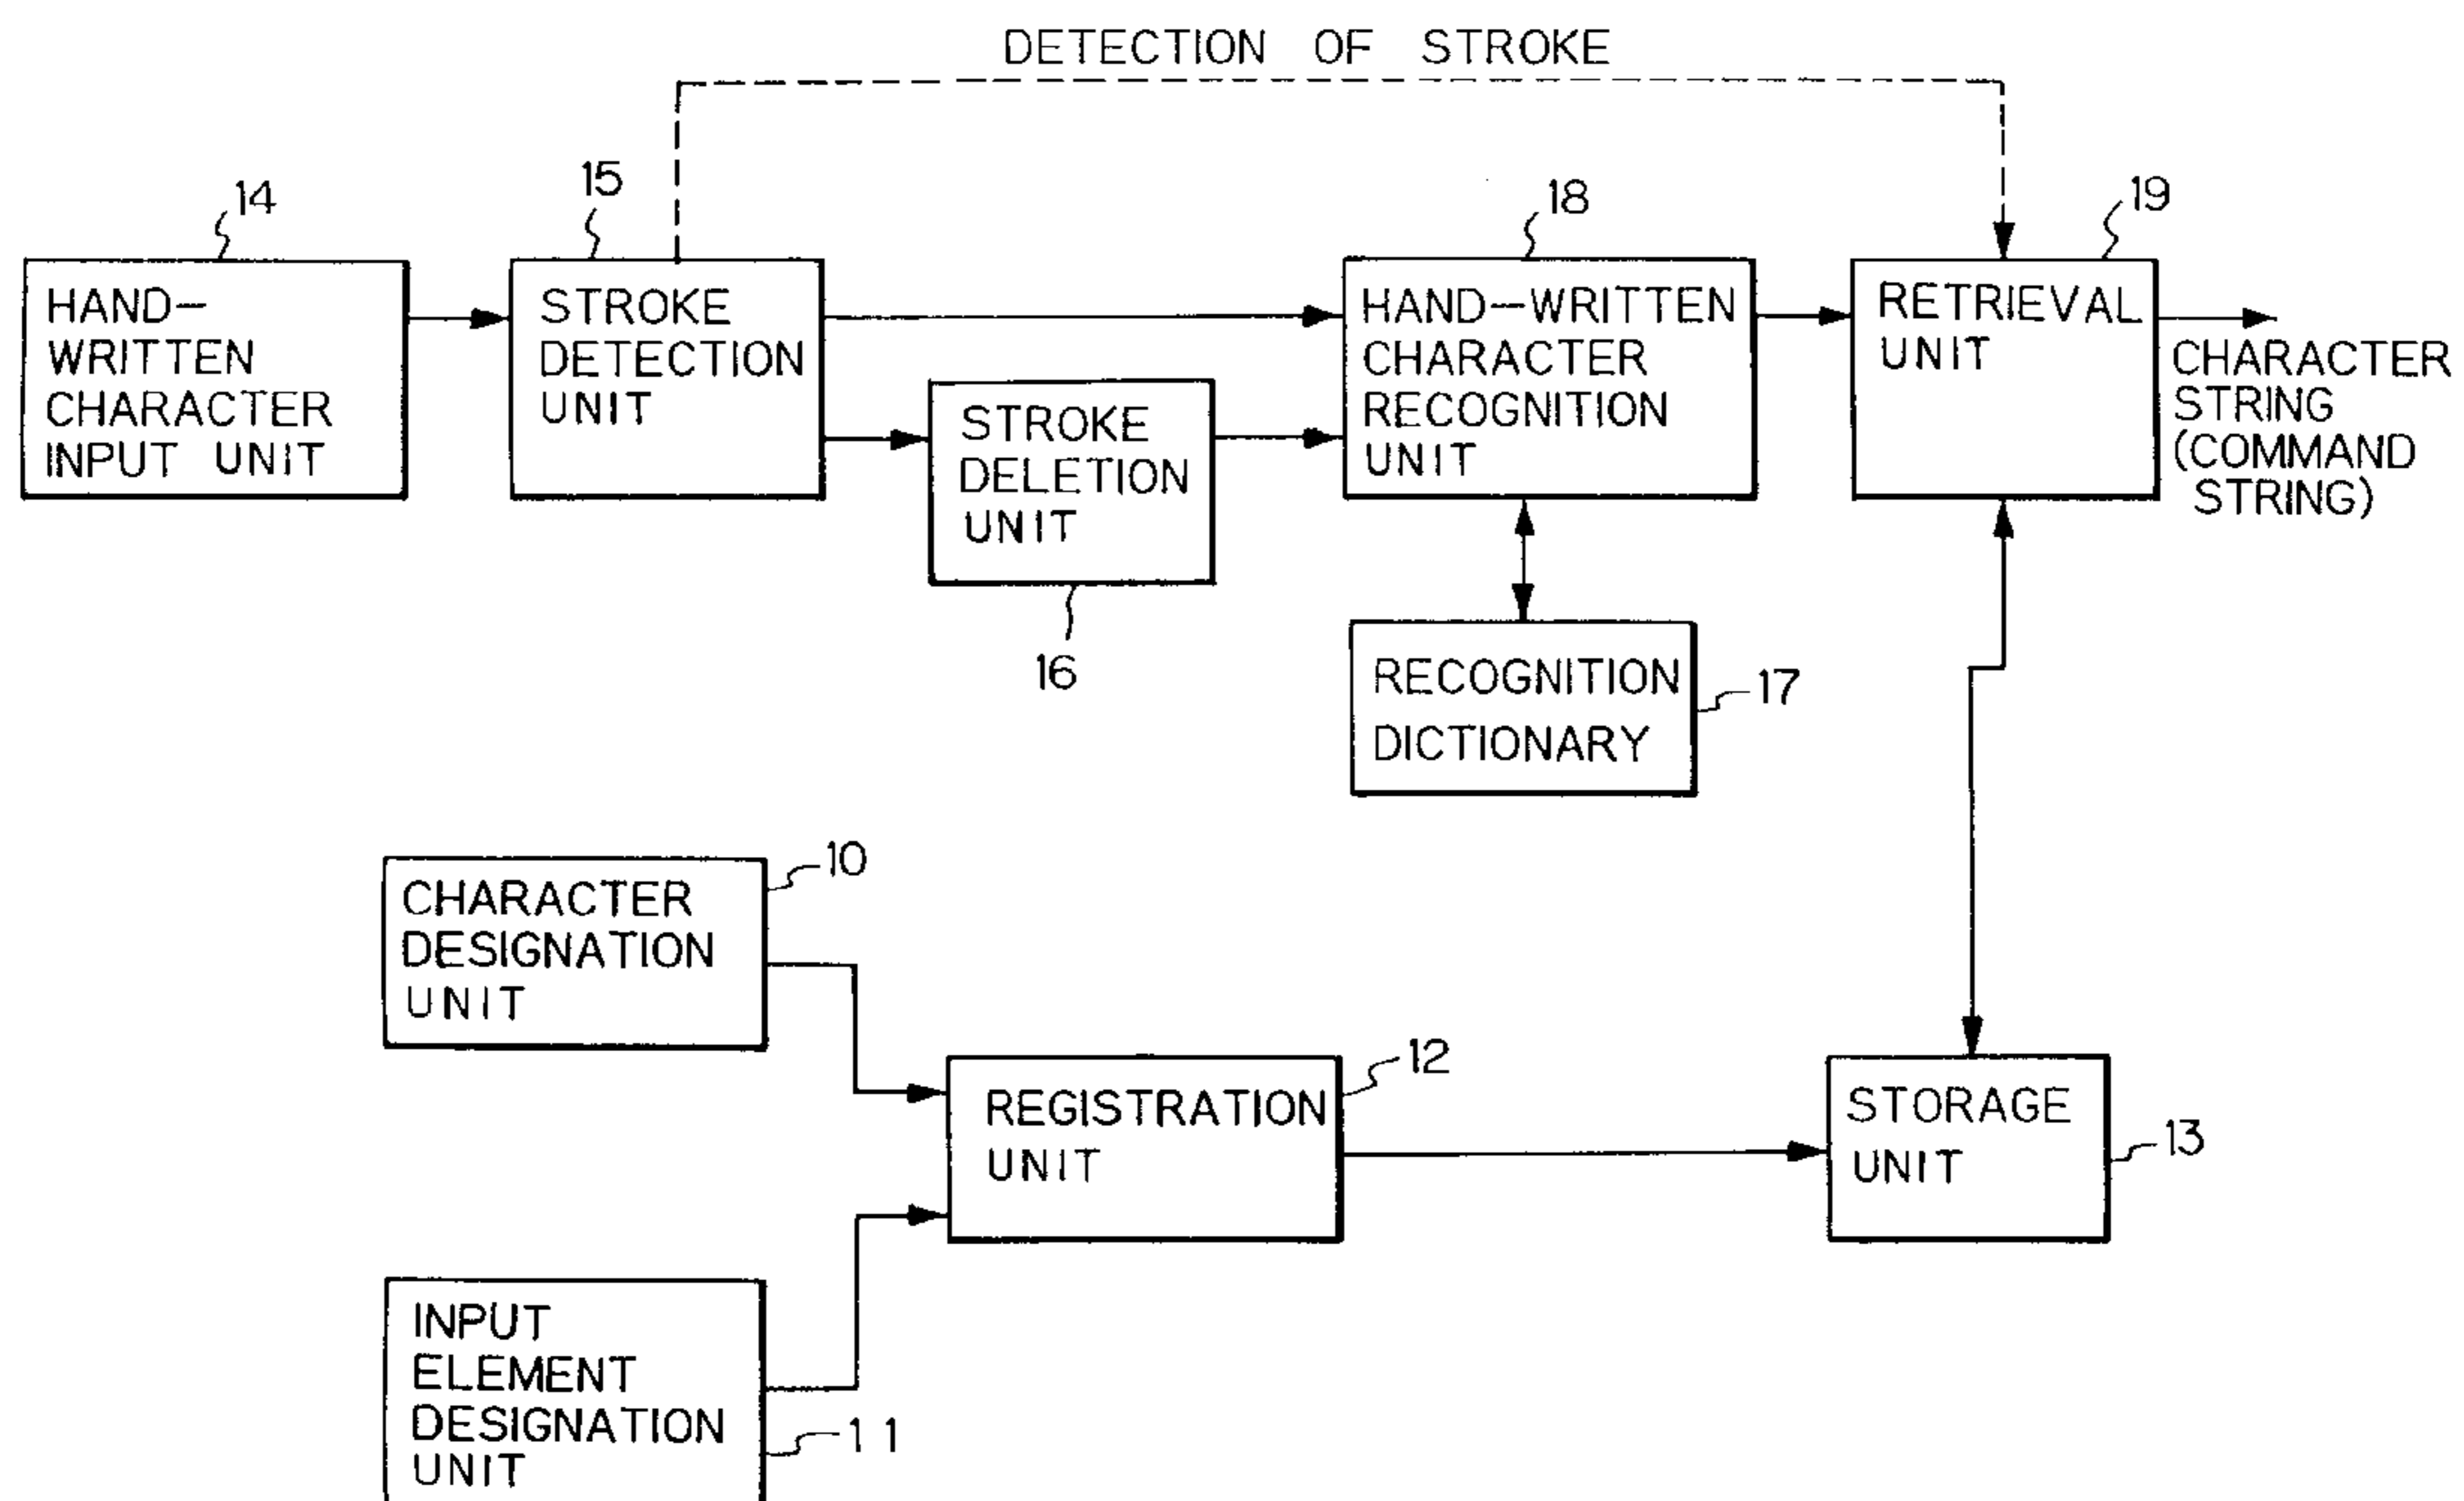 DETECTION OF STROKE
14
HAND-
WRITTEN
CHARACTER
INPUT UNIT
15
STROKE
DETECTION
UNIT
STROKE
DELETION
UNIT
16
18
HAND-WRITTEN
CHARACTER
RECOGNITION
UNIT
19
RETRIEVAL
UNIT
CHARACTER
STRING
(COMMAND
STRING)
RECOGNITION
DICTIONARY
17
10
CHARACTER
DESIGNATION
UNIT
12
REGISTRATION
UNIT
STORAGE
UNIT
13
INPUT
ELEMENT
DESIGNATION
UNIT
11